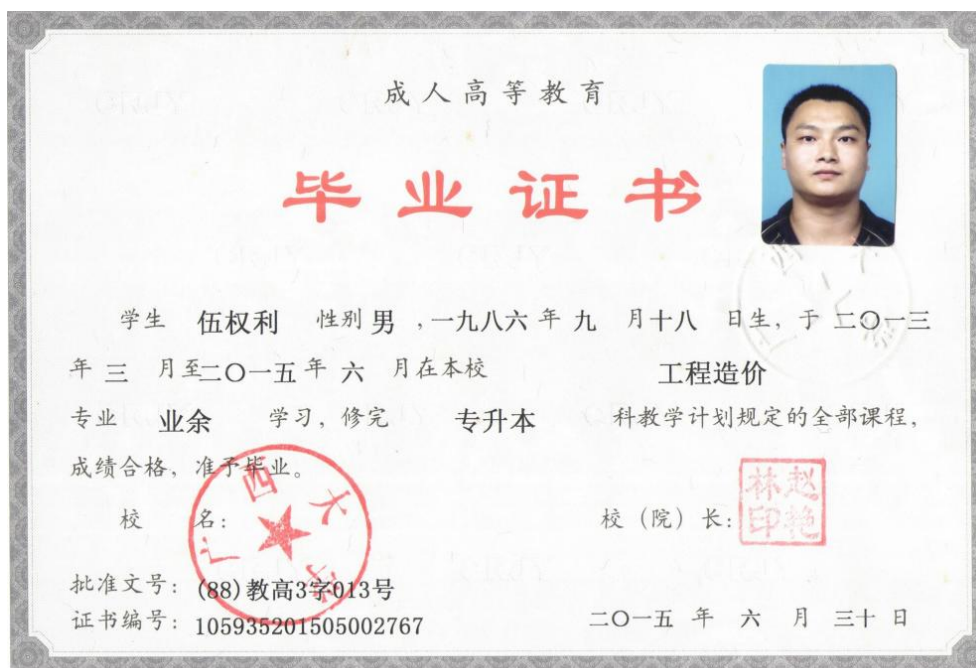 成人高等教育
毕业证书
学生 伍权利 性别 男 ，一九八六 年 九 月十八 日生，于 二〇一三
年 三 月至二〇一五 年 六 月在本校 工程造价
专业 业余 学习，修完 专升本 科教学计划规定的全部课程，
成绩合格，准予毕业。
校 名： 广西大学
校（院）长： 赵艳林印
批准文号： (88)教高3字013号
证书编号： 105935201505002767
二〇一五 年 六 月 三十 日